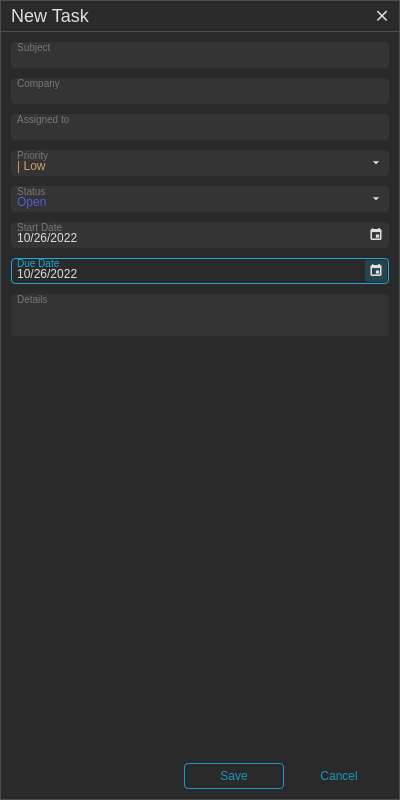 New Task
Subject
Company
Assigned to
Priority
| Low
Status
Open
Start Date
10/26/2022
Due Date
10/26/2022
Details
Save
Cancel